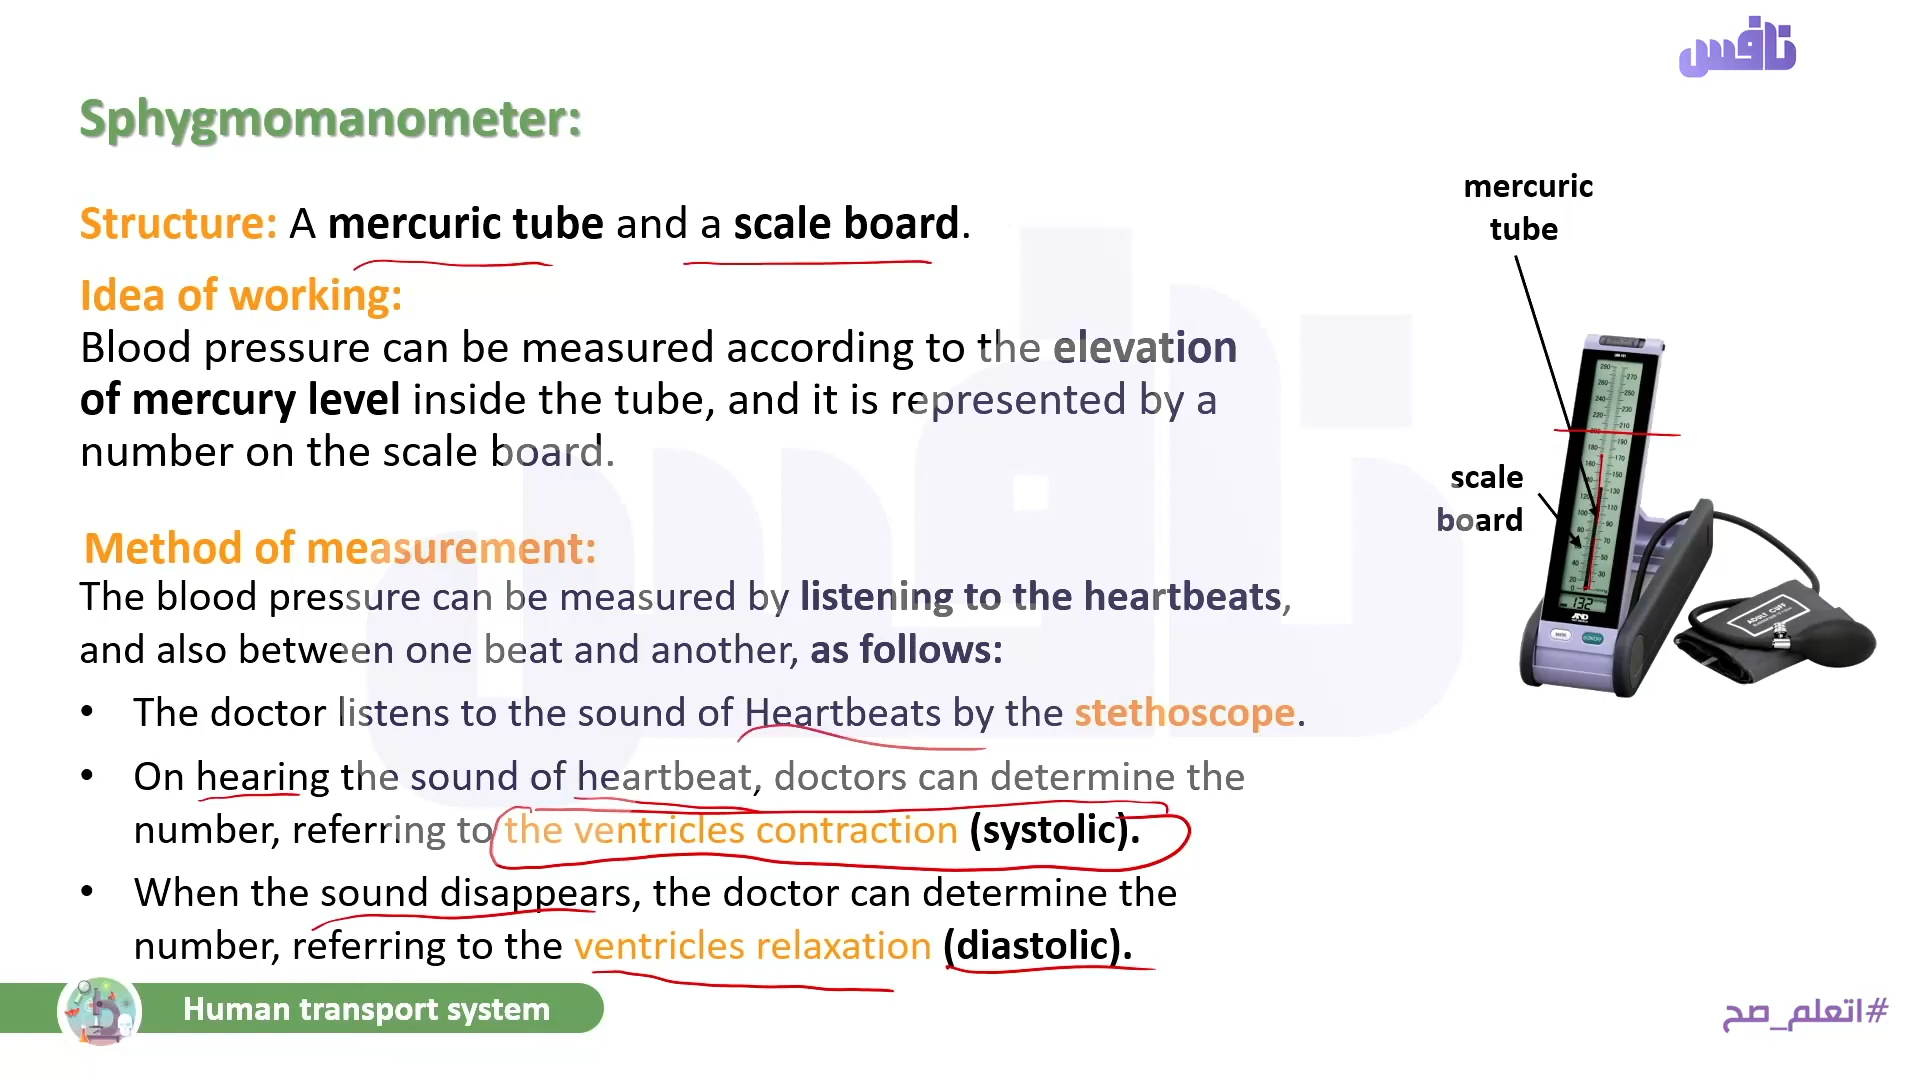 نافس
Sphygmomanometer:
Structure: A mercuric tube and a scale board.
Idea of working:
Blood pressure can be measured according to the elevation
of mercury level inside the tube, and it is represented by a
number on the scale board.
Method of measurement:
The blood pressure can be measured by listening to the heartbeats,
and also between one beat and another, as follows:
• The doctor listens to the sound of Heartbeats by the stethoscope.
• On hearing the sound of heartbeat, doctors can determine the
number, referring to the ventricles contraction (systolic).
• When the sound disappears, the doctor can determine the
number, referring to the ventricles relaxation (diastolic).
mercuric
tube
scale
board
132
AND
ADULT CUFF
Human transport system
#اتعلم_صح